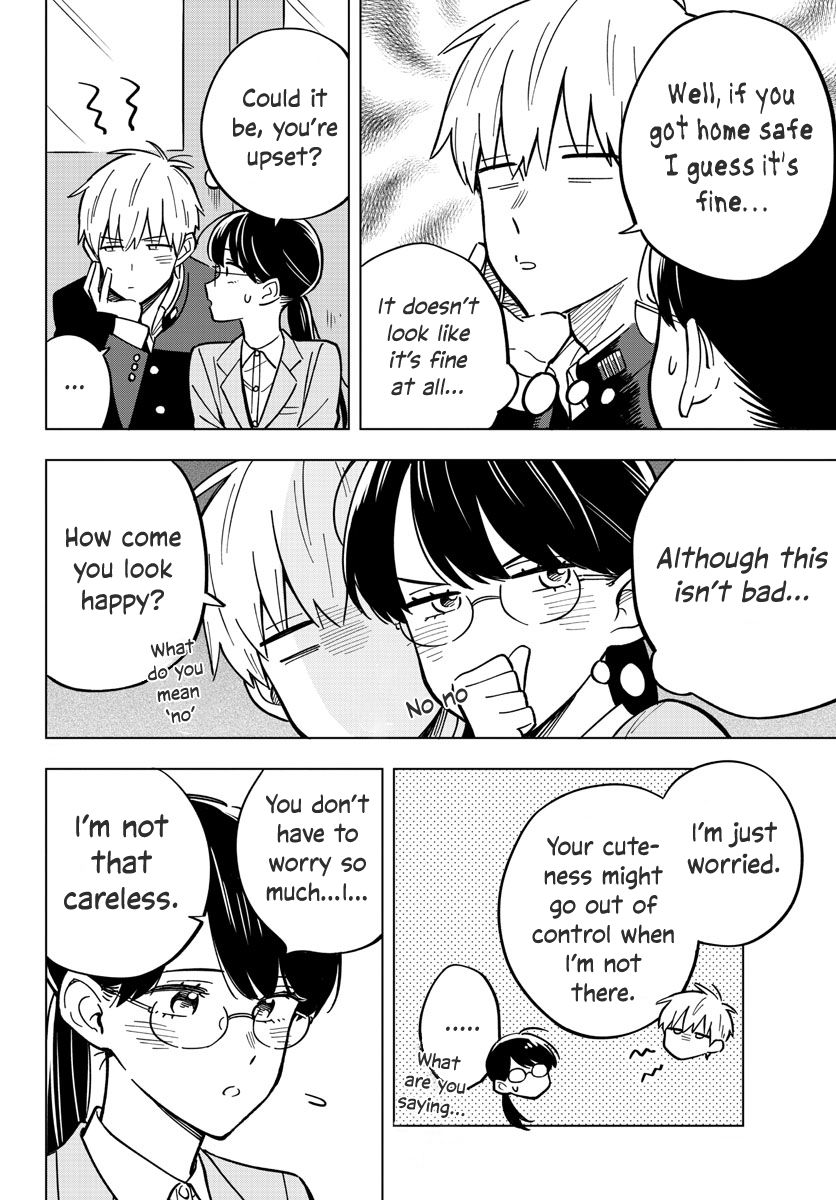 Well, if you
got home safe
I guess it's
fine...
It doesn't
look like
it's fine
at all...
Could it
be, you're
upset?
...
Although this
isn't bad...
No no
How come
you look
happy?
What
do you
mean
'no'
I'm just
worried.
Your cute-
ness might
go out of
control when
I'm not
there.
.....
What
are you
saying...
You don't
have to
worry so
much...I...
I'm not
that
careless.